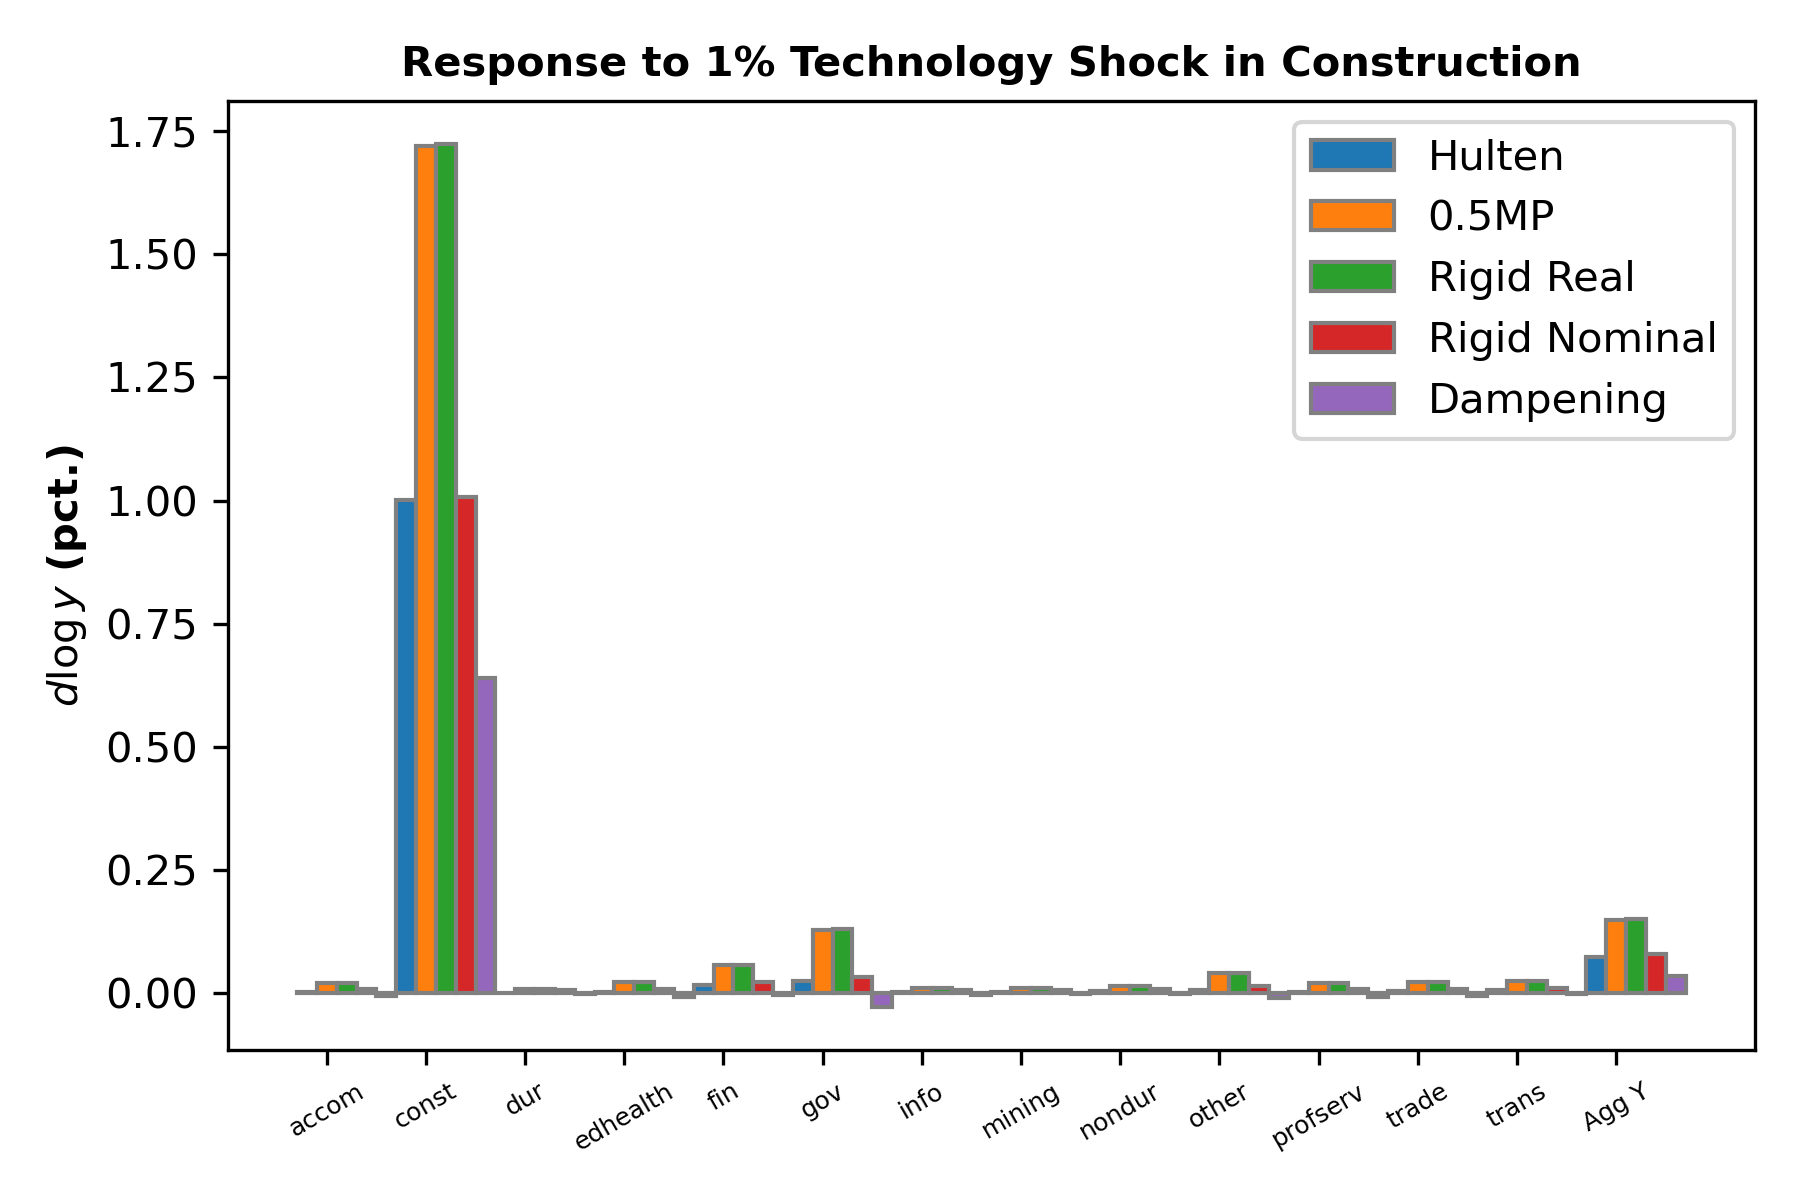 Response to 1% Technology Shock in Construction
dlog y (pct.)
1.75
1.50
1.25
1.00
0.75
0.50
0.25
0.00
Hulten
0.5MP
Rigid Real
Rigid Nominal
Dampening
accom const dur edhealth fin gov info mining nondur other profserv trade trans Agg Y